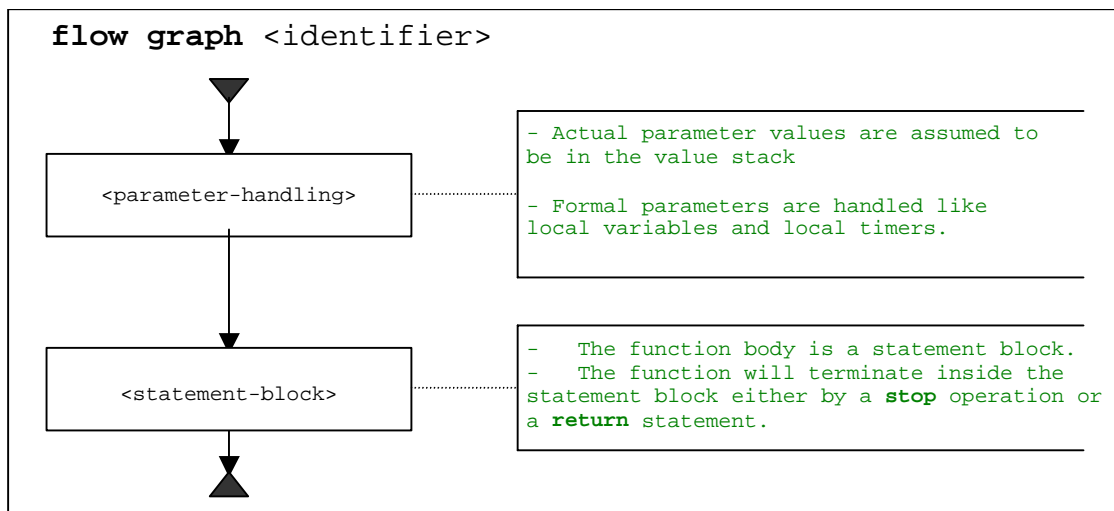 flow graph <identifier>
<parameter-handling>
- Actual parameter values are assumed to
be in the value stack
- Formal parameters are handled like
local variables and local timers.
<statement-block>
- The function body is a statement block.
- The function will terminate inside the
statement block either by a stop operation or
a return statement.